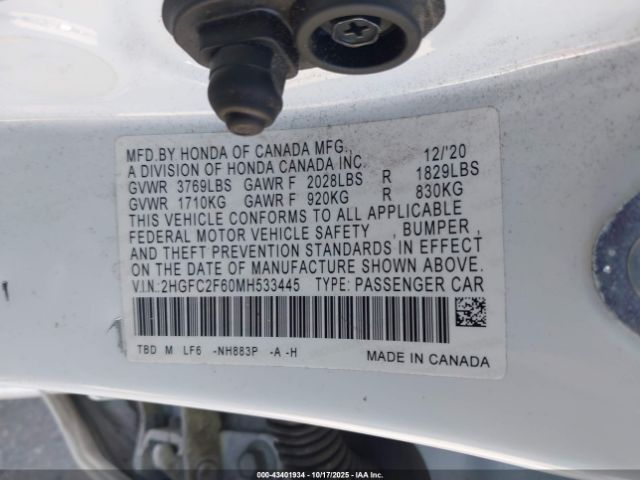 MFD.BY HONDA OF CANADA MFG., 12/'20
A DIVISION OF HONDA CANADA INC.
GVWR 3769LBS GAWR F 2028LBS R 1829LBS
GVWR 1710KG GAWR F 920KG R 830KG
THIS VEHICLE CONFORMS TO ALL APPLICABLE
FEDERAL MOTOR VEHICLE SAFETY , BUMPER ,
AND THEFT PREVENTION STANDARDS IN EFFECT
ON THE DATE OF MANUFACTURE SHOWN ABOVE.
V.I.N.: 2HGFC2F60MH533445 TYPE: PASSENGER CAR
TBD M LF6 -NH883P -A -H
MADE IN CANADA
000-43401934 - 10/17/2025 - IAA Inc.